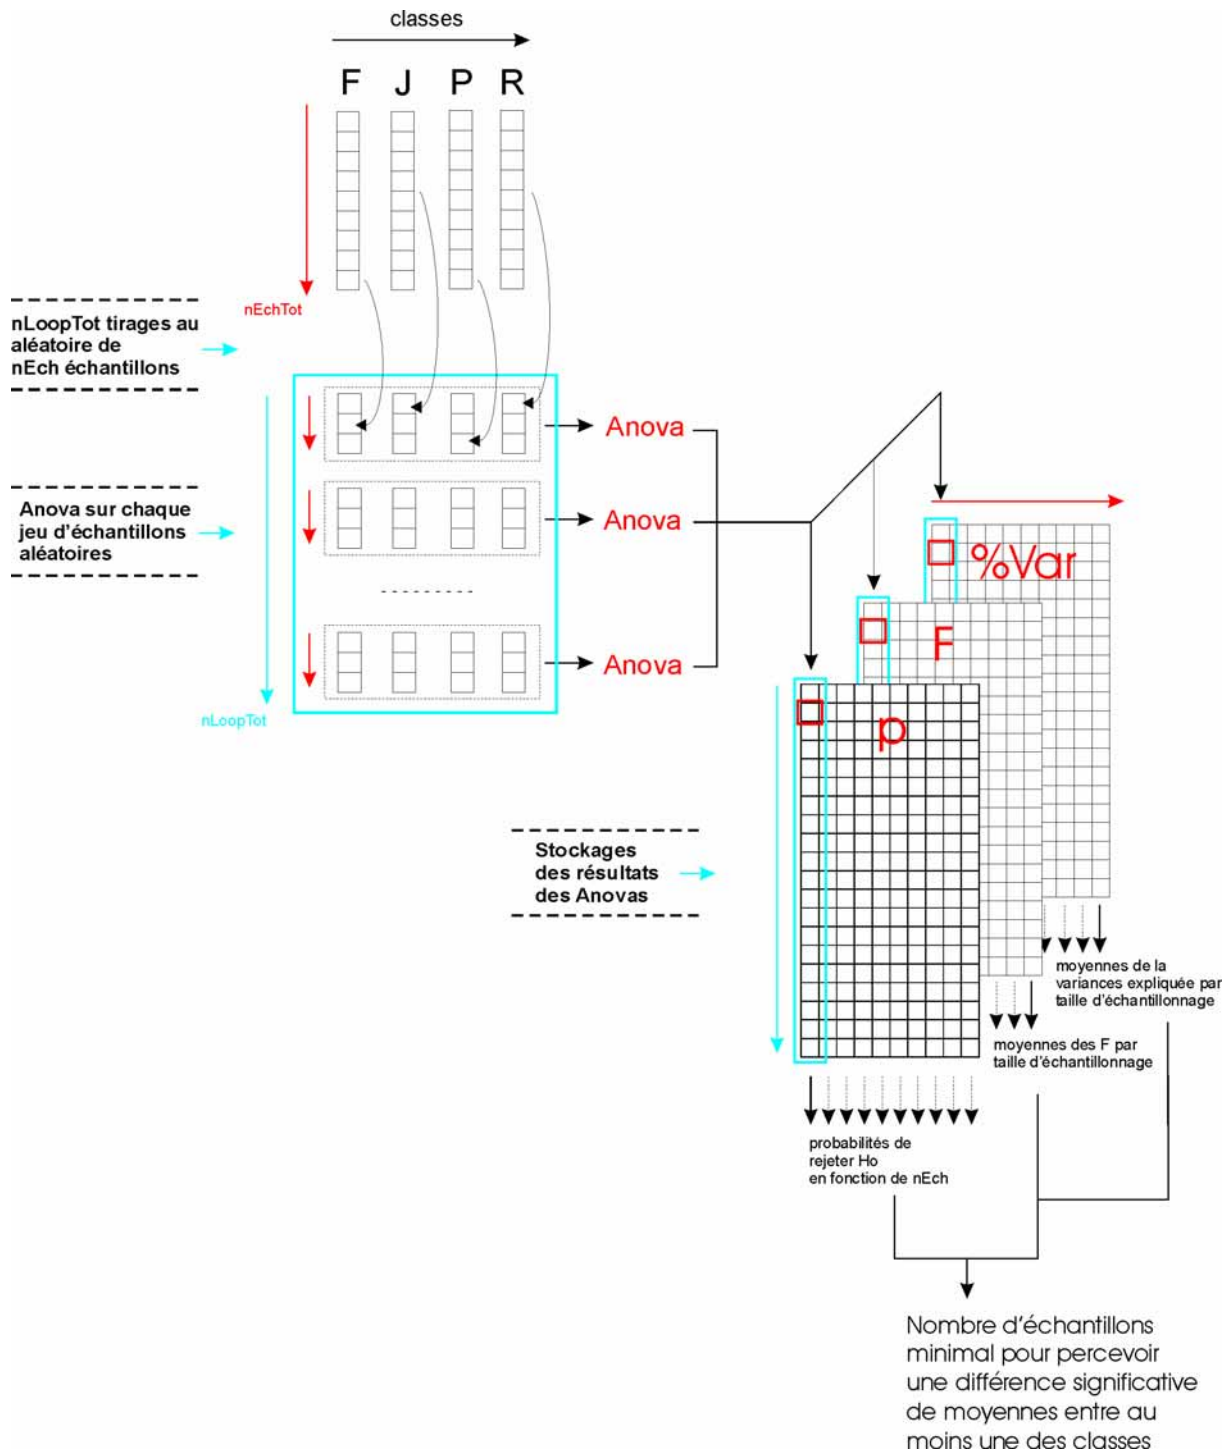 classes
F J P R
nEchTot
nLoopTot tirages au
aléatoire de
nEch échantillons
Anova
Anova sur chaque
jeu d'échantillons
aléatoires
Anova
Anova
nLoopTot
%Var
F
p
Stockages
des résultats
des Anovas
moyennes de la
variances expliquée par
taille d'échantillonnage
moyennes des F par
taille d'échantillonnage
probabilités de
rejeter Ho
en fonction de nEch
Nombre d'échantillons
minimal pour percevoir
une différence significative
de moyennes entre au
moins une des classes